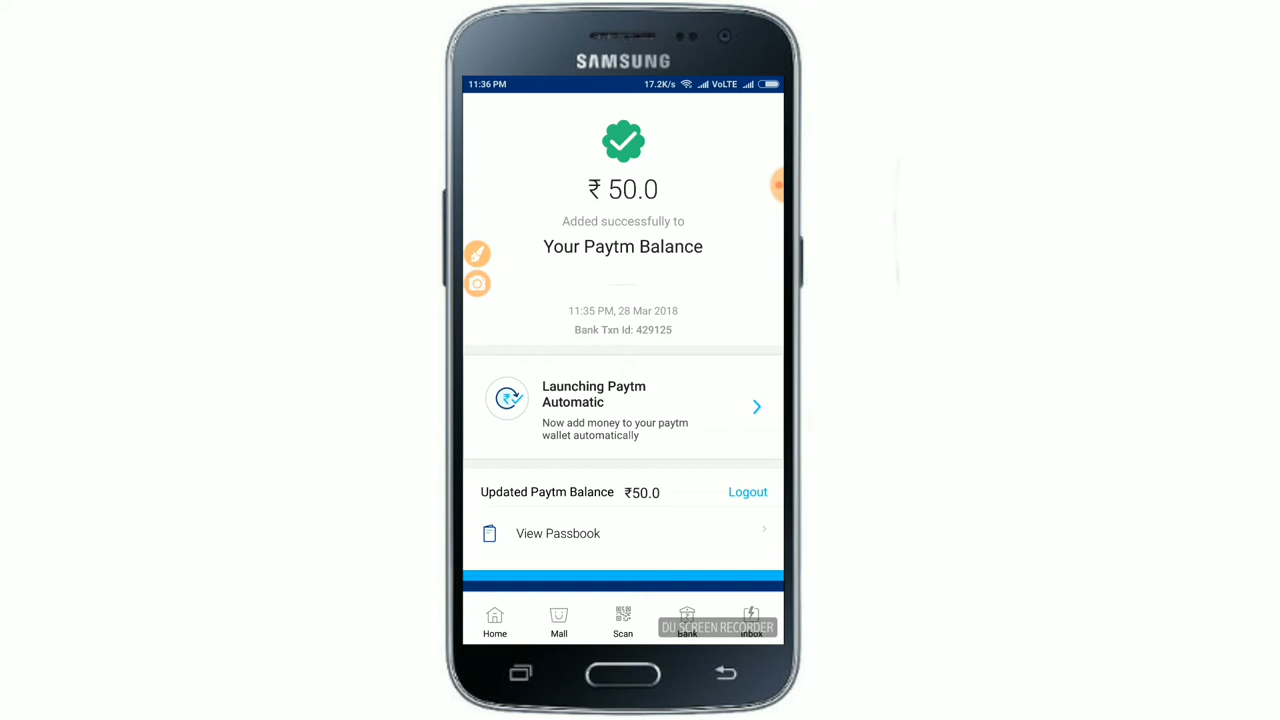 SAMSUNG
11:36 PM 17.2K/s VoLTE
₹ 50.0
Added successfully to
Your Paytm Balance
11:35 PM, 28 Mar 2018
Bank Txn Id: 429125
Launching Paytm
Automatic
Now add money to your paytm
wallet automatically
Updated Paytm Balance ₹50.0 Logout
View Passbook
Home Mall Scan Bank Inbox
DU SCREEN RECORDER